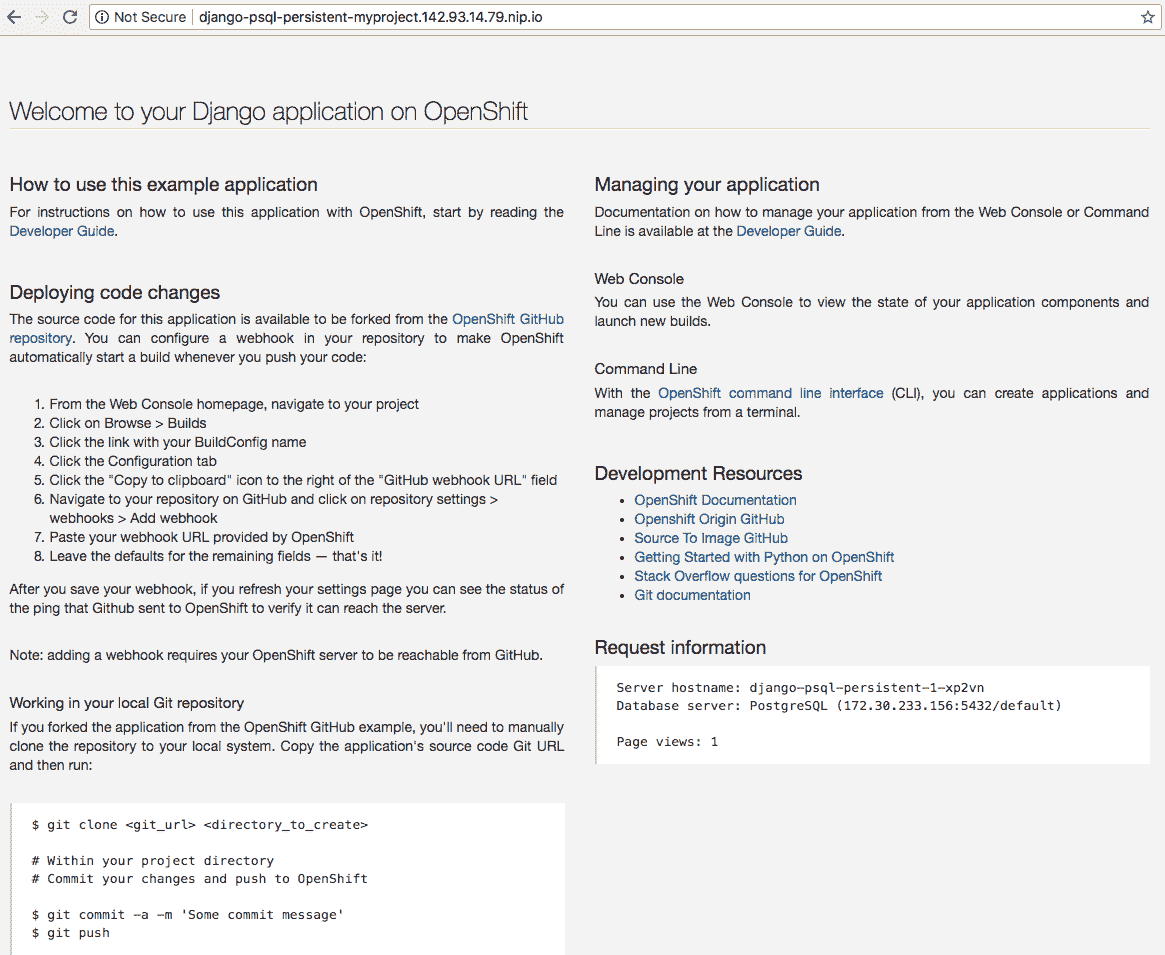 Not Secure django-psql-persistent-myproject.142.93.14.79.nip.io
Welcome to your Django application on OpenShift
How to use this example application
For instructions on how to use this application with OpenShift, start by reading the
Developer Guide.
Deploying code changes
The source code for this application is available to be forked from the OpenShift GitHub
repository. You can configure a webhook in your repository to make OpenShift
automatically start a build whenever you push your code:
1. From the Web Console homepage, navigate to your project
2. Click on Browse > Builds
3. Click the link with your BuildConfig name
4. Click the Configuration tab
5. Click the "Copy to clipboard" icon to the right of the "GitHub webhook URL" field
6. Navigate to your repository on GitHub and click on repository settings >
webhooks > Add webhook
7. Paste your webhook URL provided by OpenShift
8. Leave the defaults for the remaining fields — that's it!
After you save your webhook, if you refresh your settings page you can see the status of
the ping that Github sent to OpenShift to verify it can reach the server.
Note: adding a webhook requires your OpenShift server to be reachable from GitHub.
Working in your local Git repository
If you forked the application from the OpenShift GitHub example, you'll need to manually
clone the repository to your local system. Copy the application's source code Git URL
and then run:
$ git clone <git_url> <directory_to_create>
# Within your project directory
# Commit your changes and push to OpenShift
$ git commit -a -m 'Some commit message'
$ git push
Managing your application
Documentation on how to manage your application from the Web Console or Command
Line is available at the Developer Guide.
Web Console
You can use the Web Console to view the state of your application components and
launch new builds.
Command Line
With the OpenShift command line interface (CLI), you can create applications and
manage projects from a terminal.
Development Resources
• OpenShift Documentation
• Openshift Origin GitHub
• Source To Image GitHub
• Getting Started with Python on OpenShift
• Stack Overflow questions for OpenShift
• Git documentation
Request information
Server hostname: django-psql-persistent-1-xp2vn
Database server: PostgreSQL (172.30.233.156:5432/default)
Page views: 1